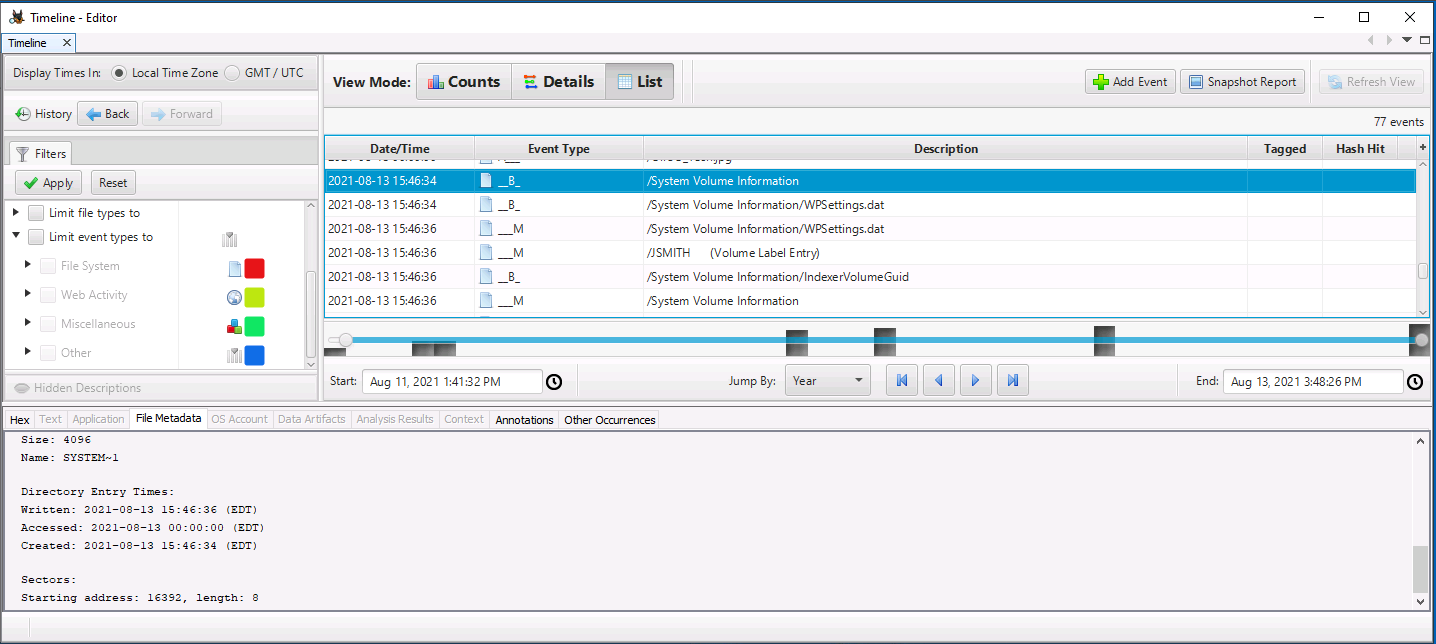 Timeline - Editor
Timeline
Display Times In: Local Time Zone GMT / UTC
History Back Forward
Filters
Apply Reset
Limit file types to
Limit event types to
File System
Web Activity
Miscellaneous
Other
Hidden Descriptions
View Mode: Counts Details List Add Event Snapshot Report Refresh View
77 events
Date/Time Event Type Description Tagged Hash Hit +
2021-08-13 15:46:34 __B_ /System Volume Information
2021-08-13 15:46:34 __B_ /System Volume Information/WPSettings.dat
2021-08-13 15:46:36 ___M /System Volume Information/WPSettings.dat
2021-08-13 15:46:36 ___M /JSMITH (Volume Label Entry)
2021-08-13 15:46:36 __B_ /System Volume Information/IndexerVolumeGuid
2021-08-13 15:46:36 ___M /System Volume Information
Start: Aug 11, 2021 1:41:32 PM Jump By: Year End: Aug 13, 2021 3:48:26 PM
Hex Text Application File Metadata OS Account Data Artifacts Analysis Results Context Annotations Other Occurrences
Size: 4096
Name: SYSTEM~1
Directory Entry Times:
Written: 2021-08-13 15:46:36 (EDT)
Accessed: 2021-08-13 00:00:00 (EDT)
Created: 2021-08-13 15:46:34 (EDT)
Sectors:
Starting address: 16392, length: 8